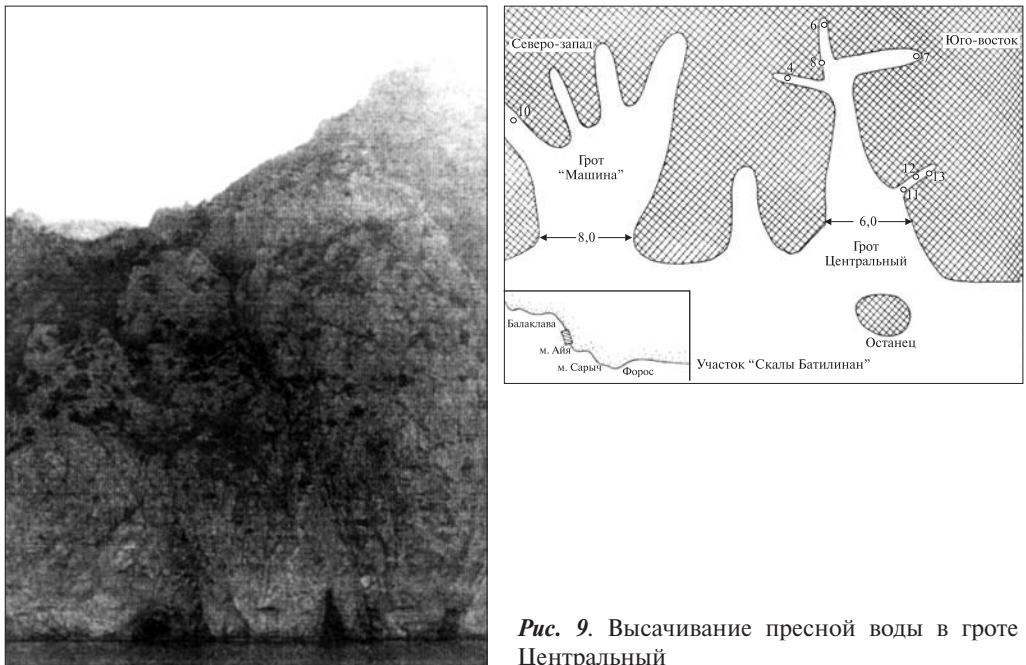 6
Северо-запад
Юго-восток
8
7
4
10
Грот
“Машина”
12
13
11
8,0
6,0
Грот
Центральный
Останец
Балаклава
м. Айя
м. Сарыч
Форос
Участок “Скалы Батилинан”
Рис. 9. Высачивание пресной воды в гроте
Центральный